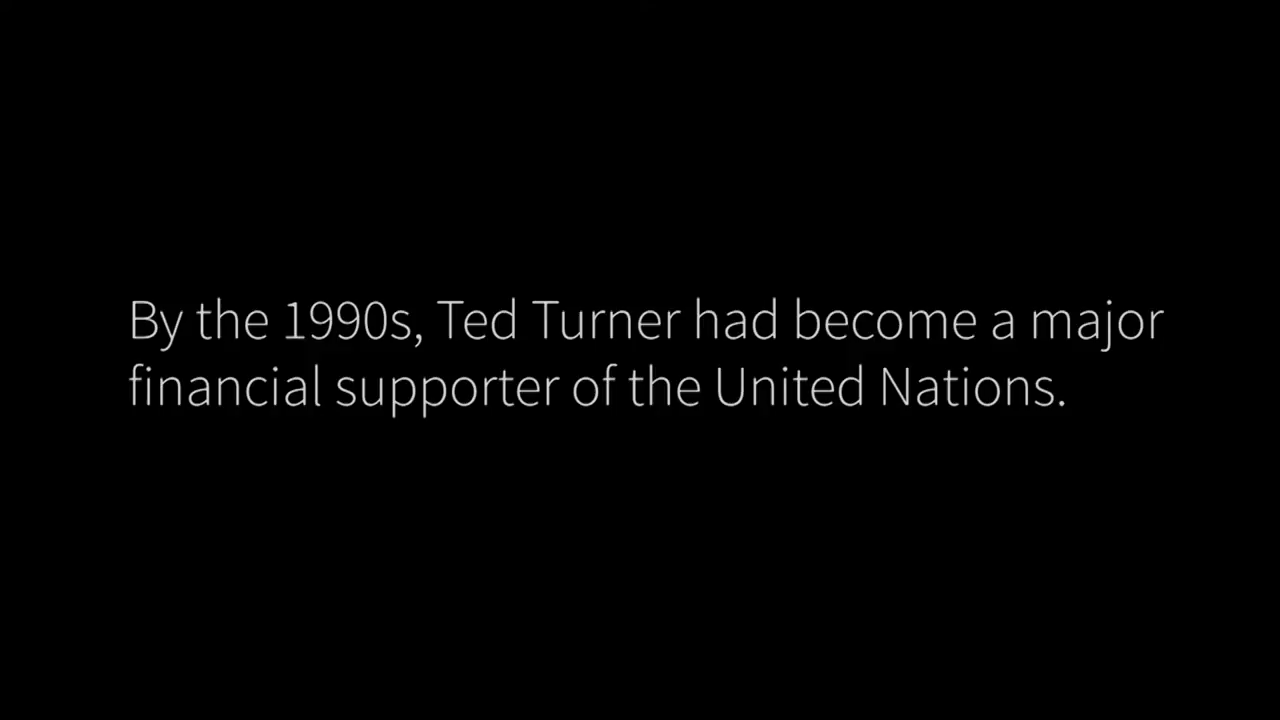 By the 1990s, Ted Turner had become a major
financial supporter of the United Nations.